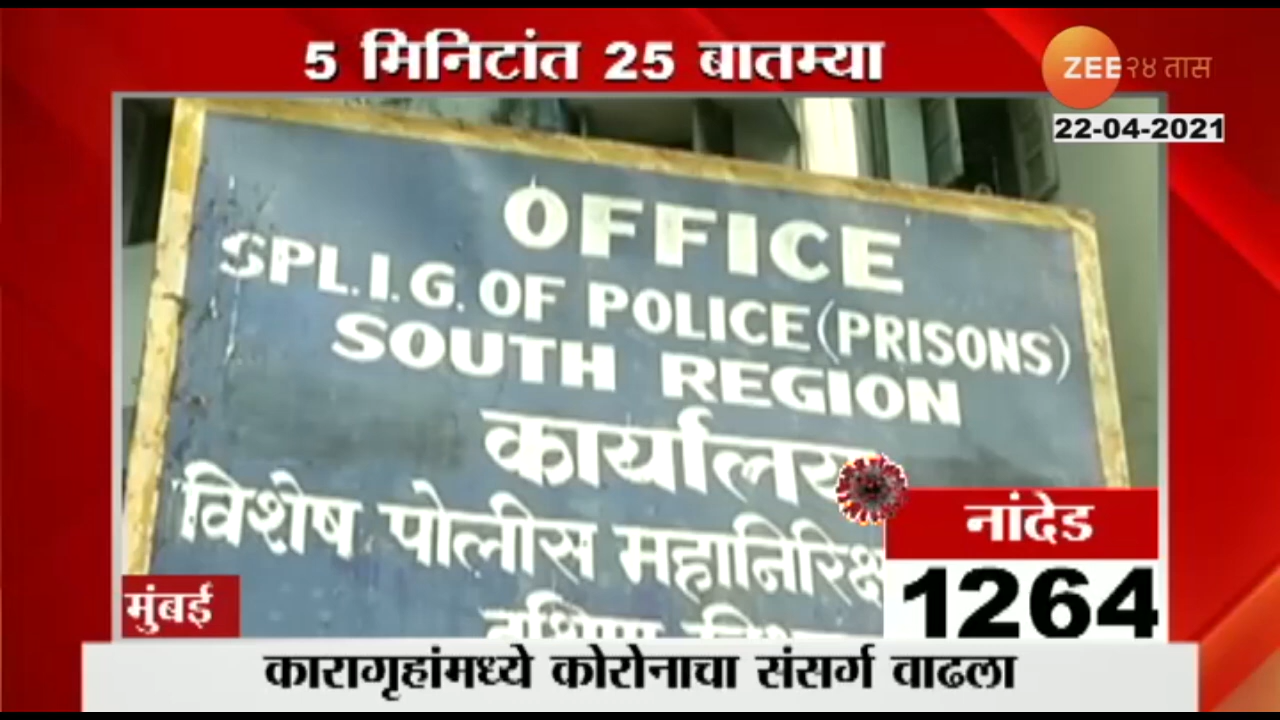 5 मिनिटांत 25 बातम्या
ZEE २४ तास
22-04-2021
OFFICE
SPL. I. G. OF POLICE (PRISONS)
SOUTH REGION
कार्यालय
विशेष पोलीस
नांदेड
1264
मुंबई
कारागृहांमध्ये कोरोनाचा संसर्ग वाढला